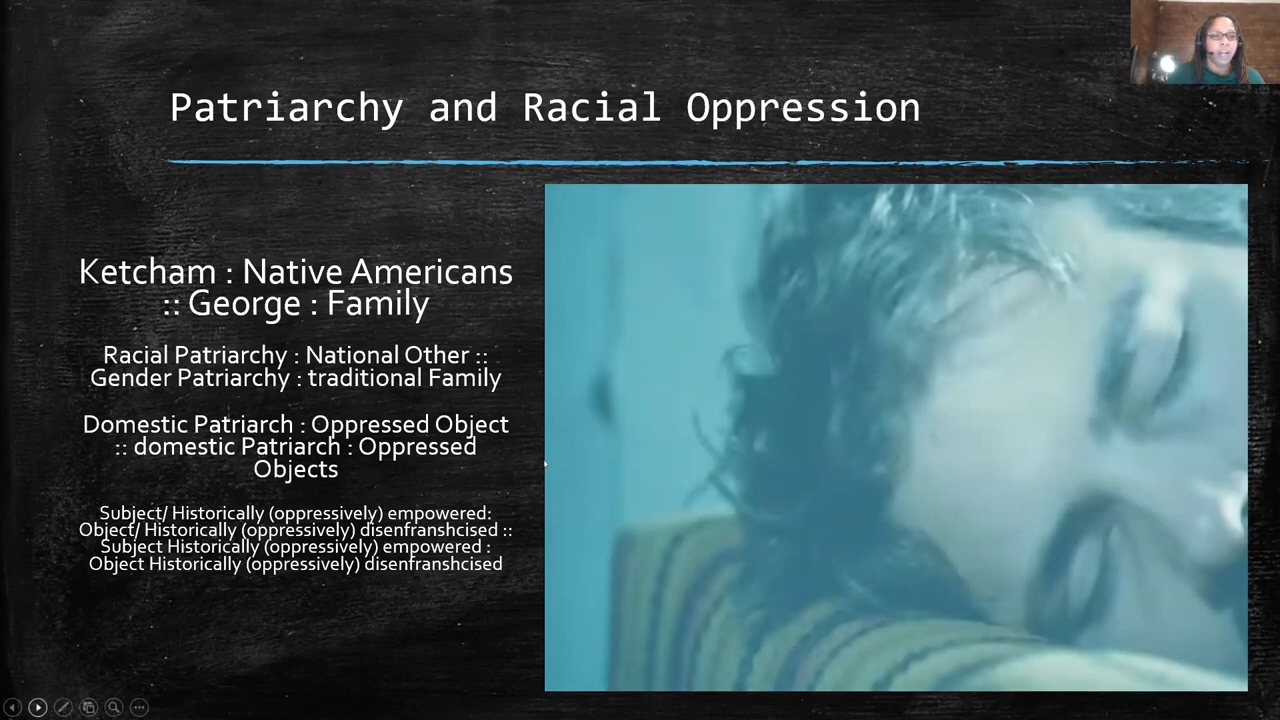 Patriarchy and Racial Oppression
Ketcham : Native Americans
:: George : Family
Racial Patriarchy : National Other ::
Gender Patriarchy : traditional Family
Domestic Patriarch : Oppressed Object
:: domestic Patriarch : Oppressed
Objects
Subject/ Historically (oppressively) empowered:
Object/ Historically (oppressively) disenfranshcised ::
Subject Historically (oppressively) empowered :
Object Historically (oppressively) disenfranshcised